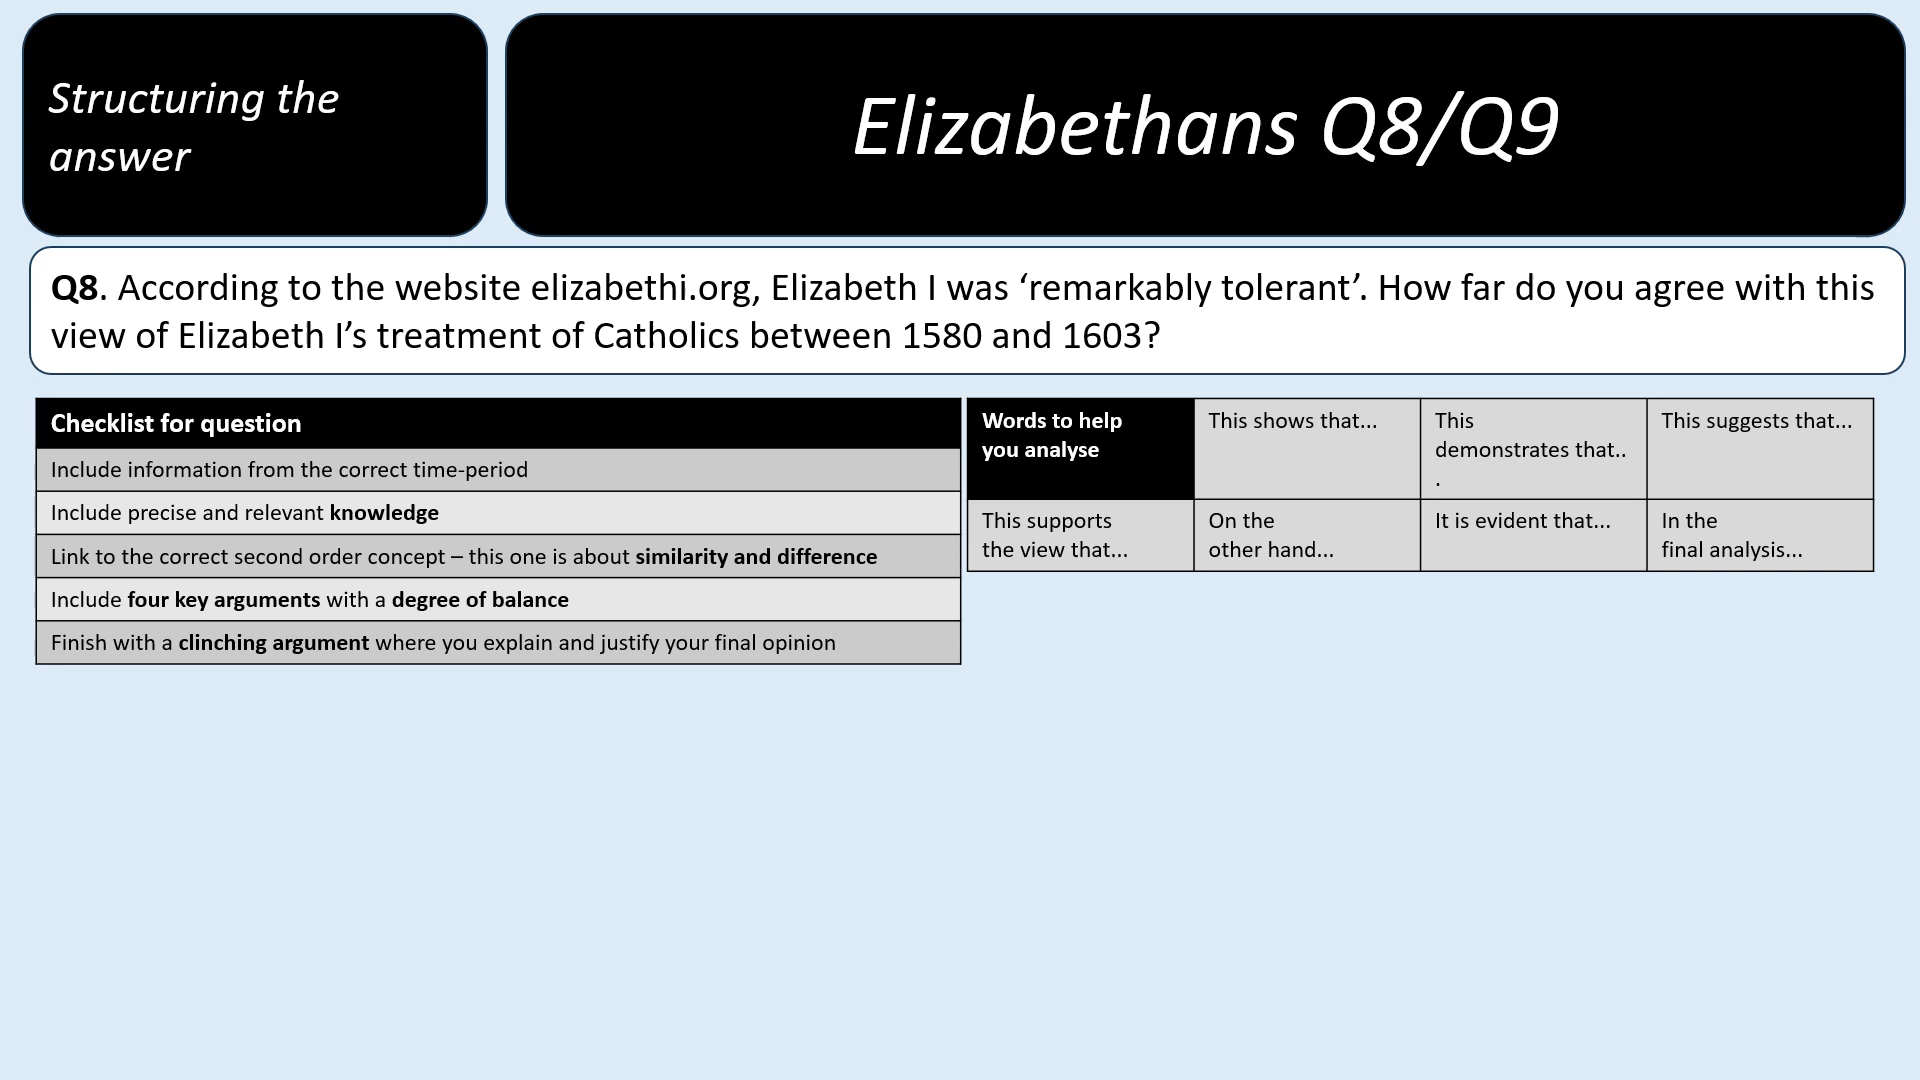 Structuring the
answer
Elizabethans Q8/Q9
Q8. According to the website elizabethi.org, Elizabeth I was ‘remarkably tolerant’. How far do you agree with this
view of Elizabeth I’s treatment of Catholics between 1580 and 1603?
Checklist for question
Include information from the correct time-period
Include precise and relevant knowledge
Link to the correct second order concept – this one is about similarity and difference
Include four key arguments with a degree of balance
Finish with a clinching argument where you explain and justify your final opinion
Words to help
you analyse
This shows that...
This
demonstrates that..
.
This suggests that...
This supports
the view that...
On the
other hand...
It is evident that...
In the
final analysis...